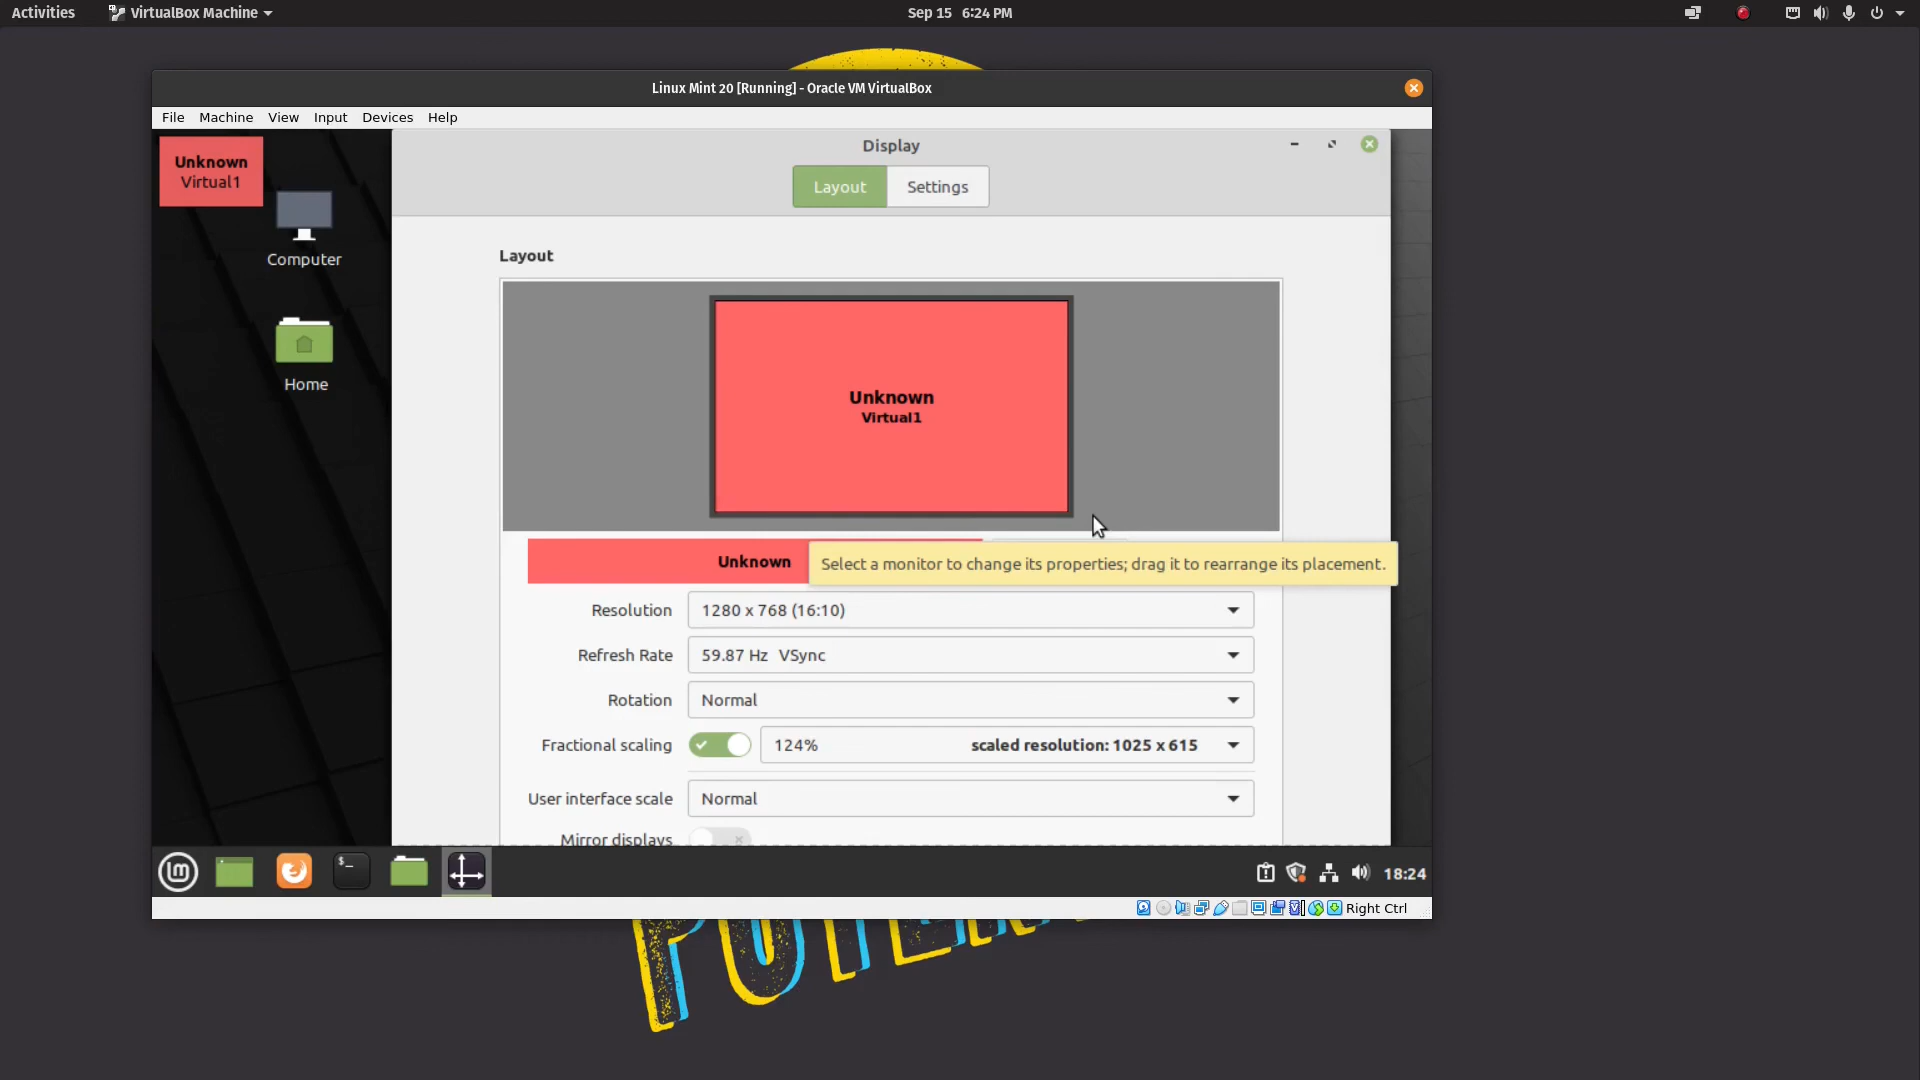 Activities
VirtualBox Machine
Sep 15 6:24 PM
Linux Mint 20 [Running] - Oracle VM VirtualBox
File Machine View Input Devices Help
Unknown
Virtual1
Computer
Home
Display
Layout
Settings
Layout
Unknown
Virtual1
Unknown
Select a monitor to change its properties; drag it to rearrange its placement.
Resolution 1280 x 768 (16:10)
Refresh Rate 59.87 Hz VSync
Rotation Normal
Fractional scaling 124% scaled resolution: 1025 x 615
User interface scale Normal
Mirror displays
$_
18:24
Right Ctrl